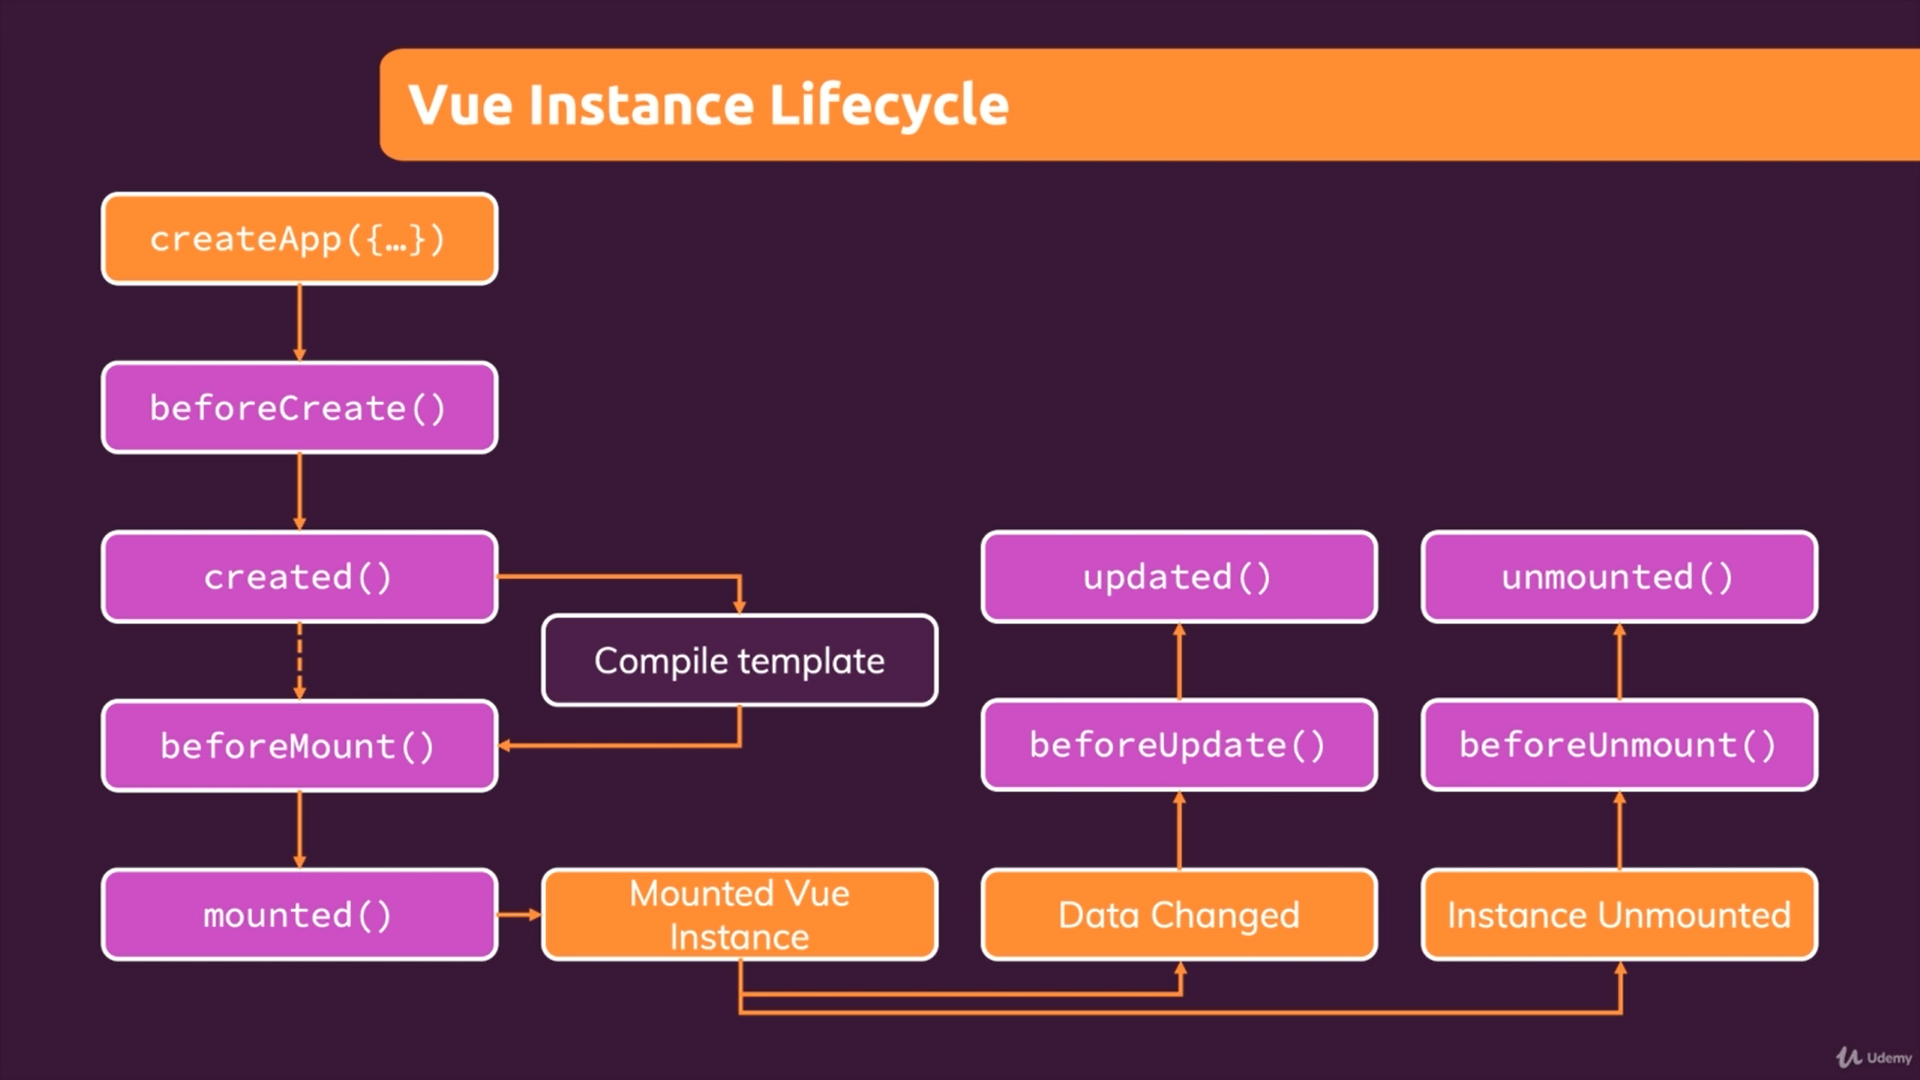 Vue Instance Lifecycle
createApp({…})
beforeCreate()
created()
Compile template
beforeMount()
mounted()
Mounted Vue
Instance
updated()
beforeUpdate()
Data Changed
unmounted()
beforeUnmount()
Instance Unmounted
Udemy